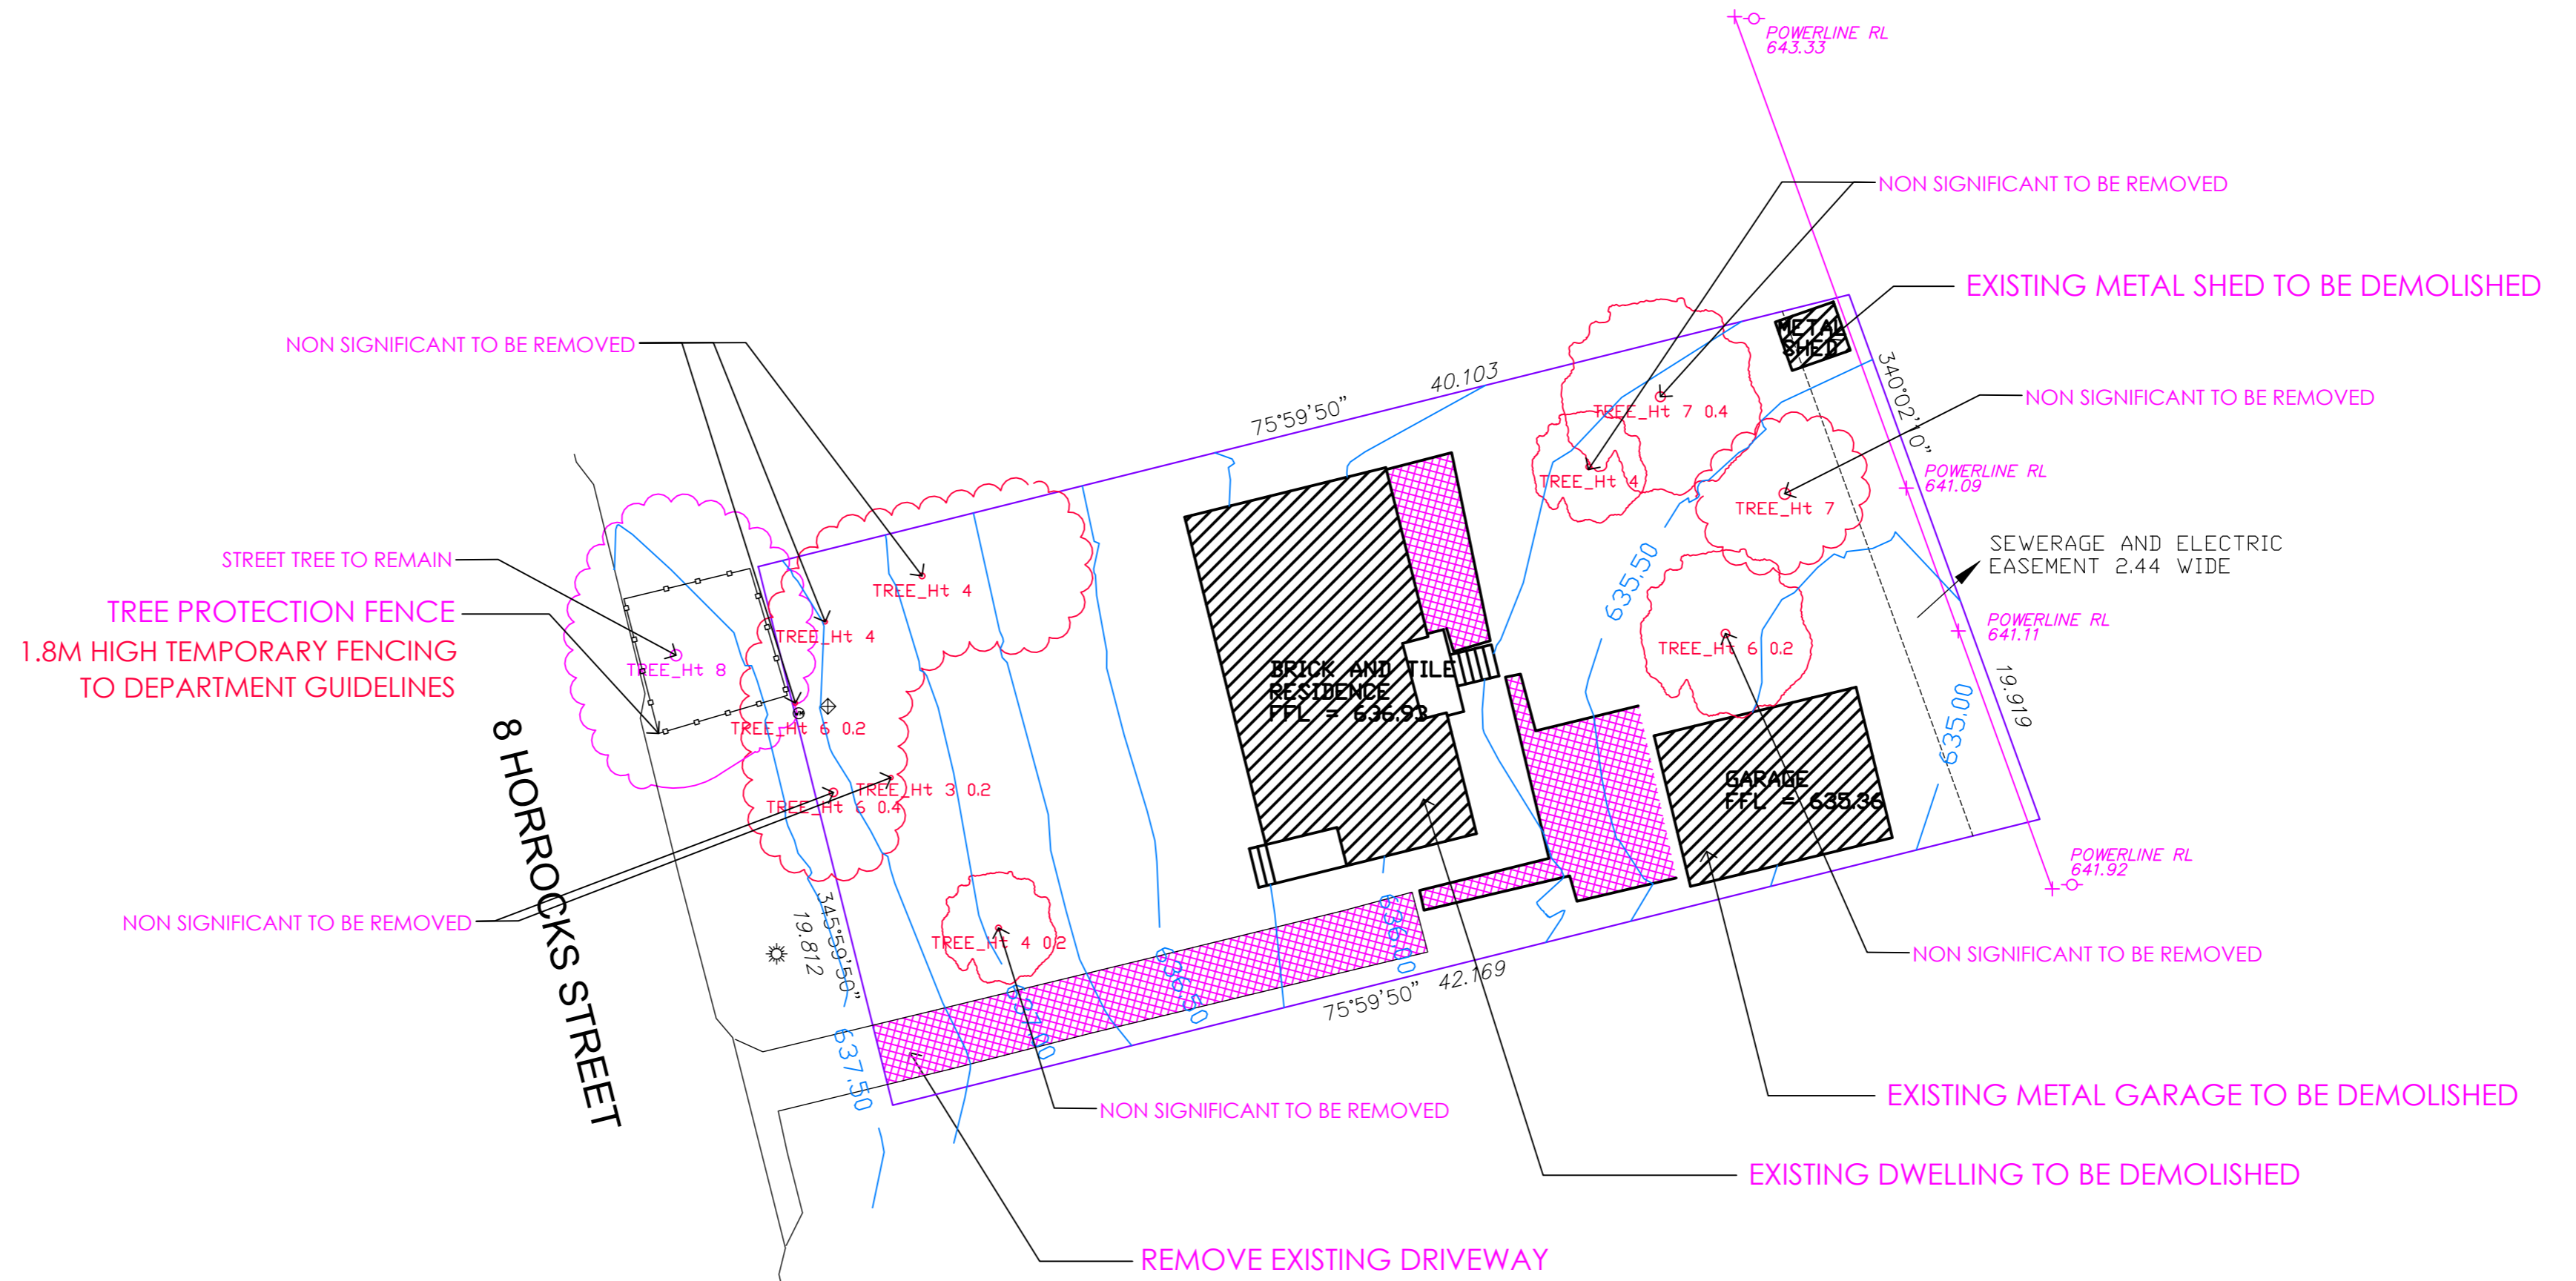 POWERLINE RL
643.33
NON SIGNIFICANT TO BE REMOVED
EXISTING METAL SHED TO BE DEMOLISHED
METAL
SHED
NON SIGNIFICANT TO BE REMOVED
340°02'10"
40.103
75°59'50"
NON SIGNIFICANT TO BE REMOVED
TREE_Ht 7 0.4
TREE_Ht 4
TREE_Ht 7
POWERLINE RL
641.09
SEWERAGE AND ELECTRIC
EASEMENT 2.44 WIDE
635.50
STREET TREE TO REMAIN
TREE PROTECTION FENCE
1.8M HIGH TEMPORARY FENCING
TO DEPARTMENT GUIDELINES
TREE_Ht 8
TREE_Ht 4
TREE_Ht 4
TREE_Ht 6 0.2
TREE_Ht 3 0.2
TREE_Ht 6 0.4
BRICK AND TILE
RESIDENCE
FFL = 636.93
TREE_Ht 6 0.2
POWERLINE RL
641.11
19.919
635.00
GARAGE
FFL = 635.36
8 HORROCKS STREET
POWERLINE RL
641.92
NON SIGNIFICANT TO BE REMOVED
345°59'50"
19.812
TREE_Ht 4 0.2
636.00
636.50
637.00
637.50
75°59'50"
42.169
NON SIGNIFICANT TO BE REMOVED
NON SIGNIFICANT TO BE REMOVED
EXISTING METAL GARAGE TO BE DEMOLISHED
EXISTING DWELLING TO BE DEMOLISHED
REMOVE EXISTING DRIVEWAY